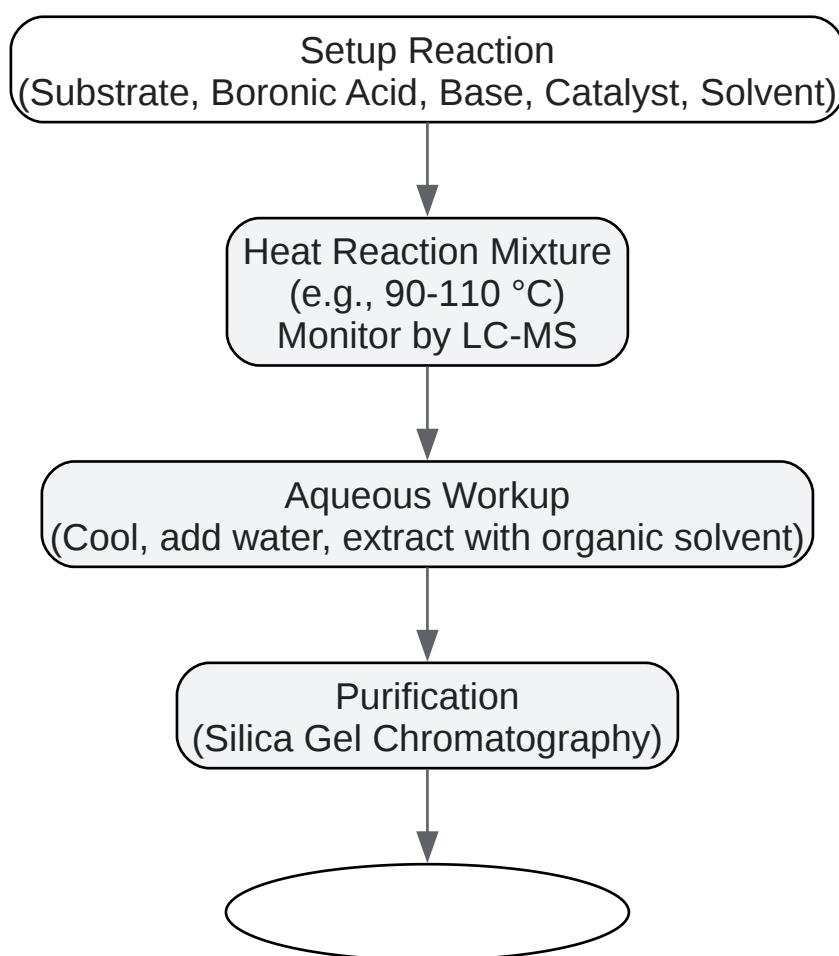 Setup Reaction
(Substrate, Boronic Acid, Base, Catalyst, Solvent)
Heat Reaction Mixture
(e.g., 90-110 °C)
Monitor by LC-MS
Aqueous Workup
(Cool, add water, extract with organic solvent)
Purification
(Silica Gel Chromatography)